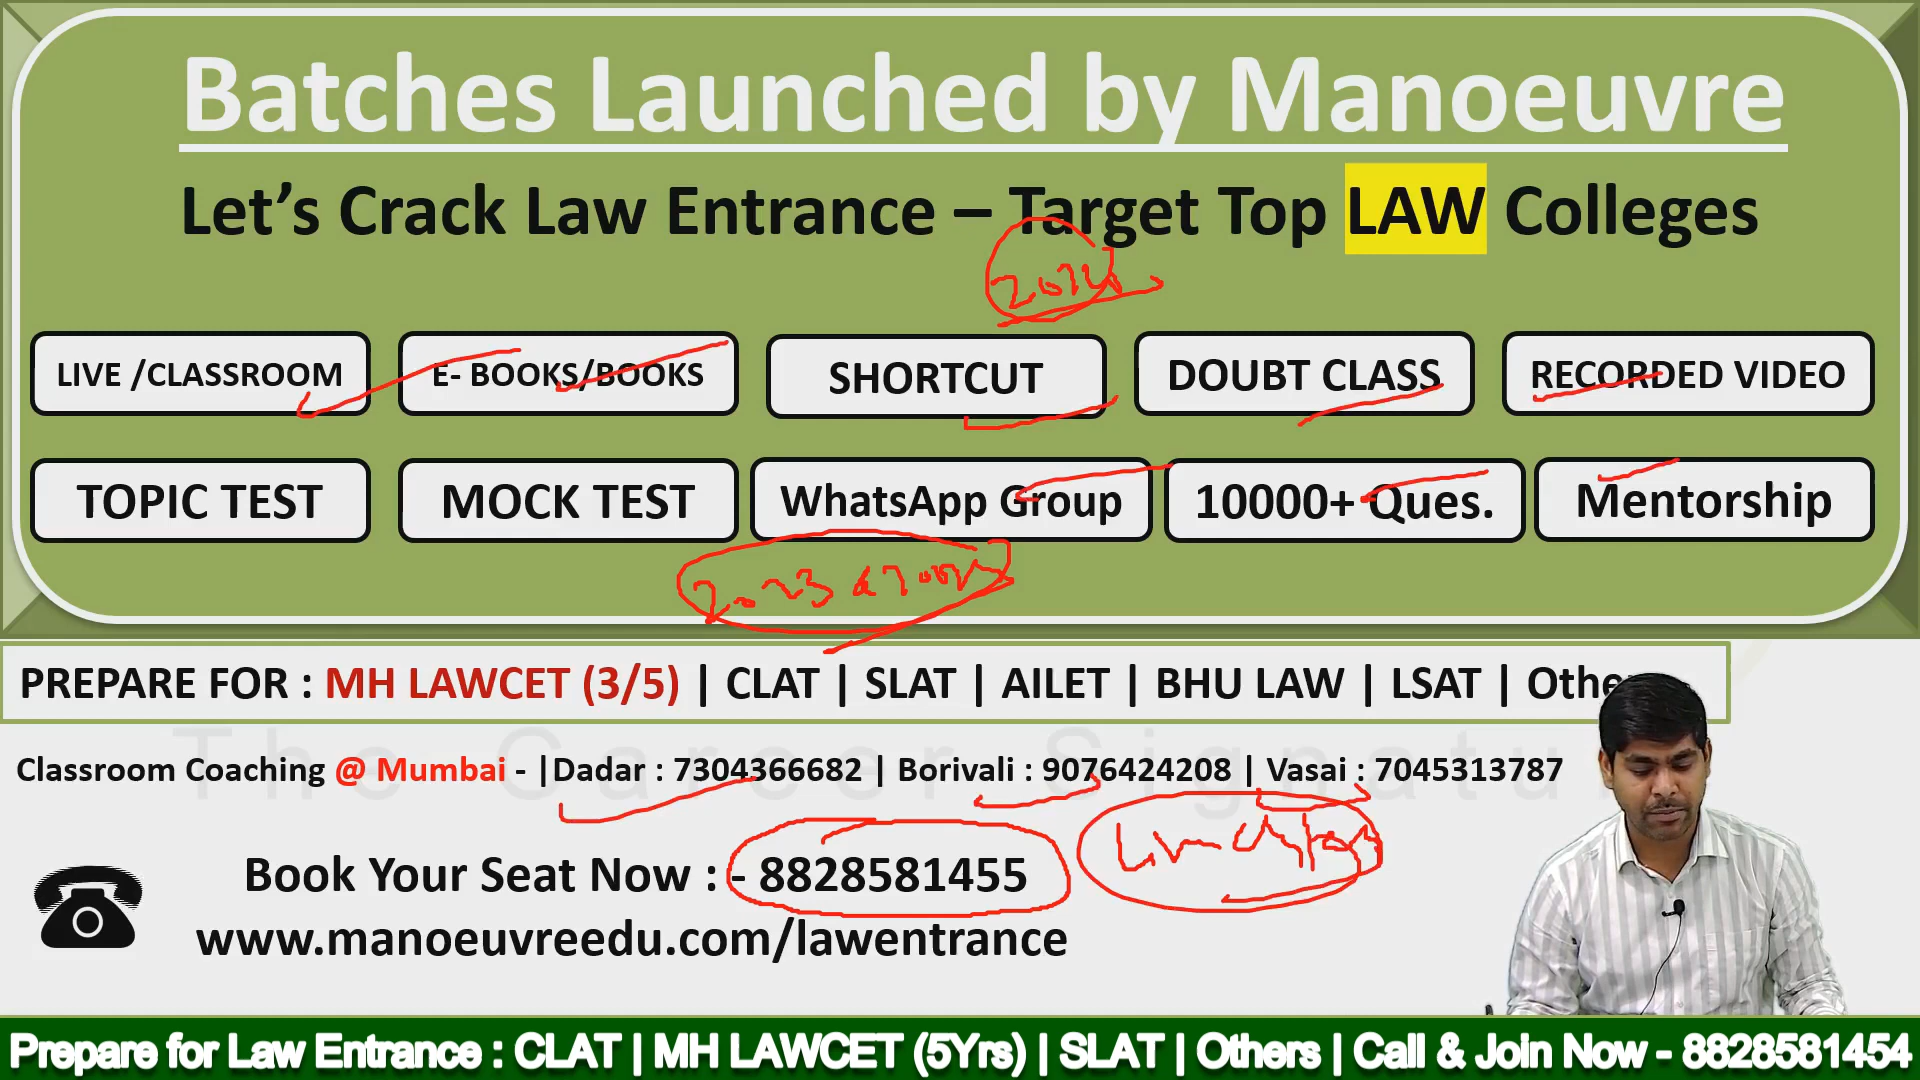 Batches Launched by Manoeuvre
Let's Crack Law Entrance – Target Top LAW Colleges
LIVE /CLASSROOM
E- BOOKS/BOOKS
SHORTCUT
DOUBT CLASS
RECORDED VIDEO
TOPIC TEST
MOCK TEST
WhatsApp Group
10000+ Ques.
Mentorship
PREPARE FOR : MH LAWCET (3/5) | CLAT | SLAT | AILET | BHU LAW | LSAT |
The Career
Classroom Coaching @ Mumbai - |Dadar : 7304366682 | Borivali : 9076424208 | Vasai : 7045313787
Book Your Seat Now : - 8828581455
www.manoeuvreedu.com/lawentrance
Prepare for Law Entrance : CLAT | MH LAWCET (5Yrs) | SLAT | Others | Call & Join Now - 8828581454